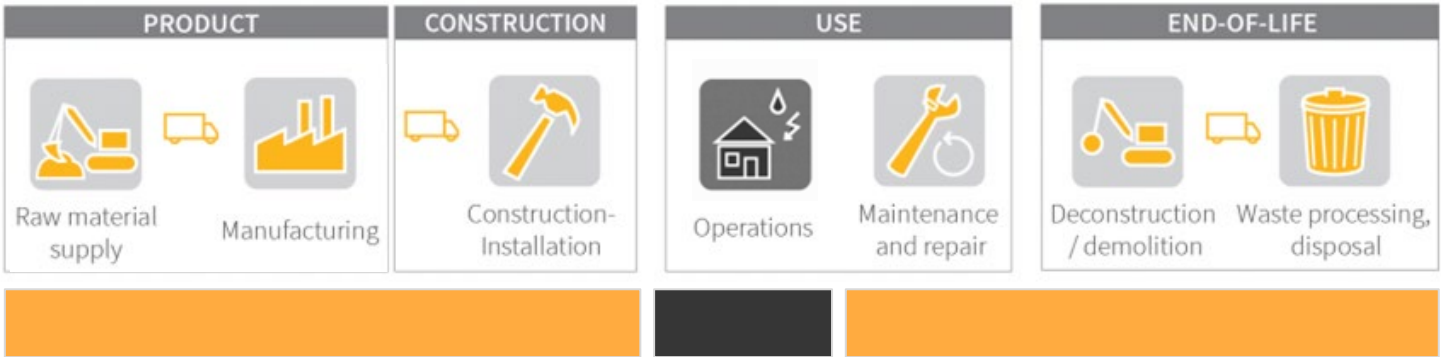 PRODUCT
Raw material
supply
Manufacturing
CONSTRUCTION
Construction-
Installation
USE
Operations
Maintenance
and repair
END-OF-LIFE
Deconstruction
/ demolition
Waste processing,
disposal